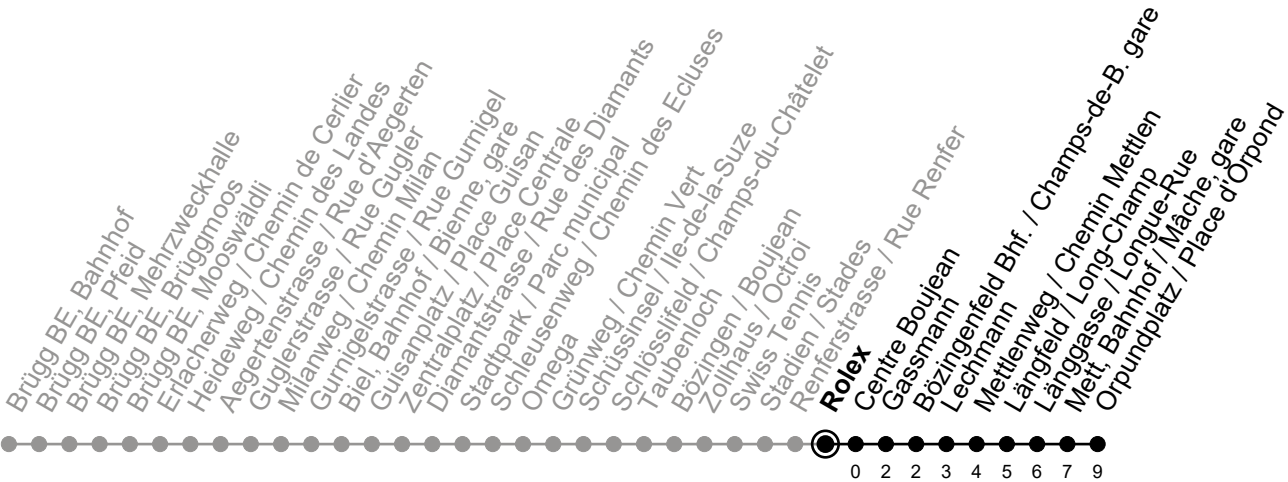 Brügg BE, Bahnhof
Brügg BE, Pfeid
Brügg BE, Mehrzweckhalle
Brügg BE, Brüggmoos
Brügg BE, Mooswäldli
Erlacherweg / Chemin de Cerlier
Heideweg / Chemin des Landes
Aegertenstrasse / Rue d'Aegerten
Guglerstrasse / Rue Gugler
Milanweg / Chemin Milan
Gurnigelstrasse / Rue Gurnigel
Biel, Bahnhof / Bienne, gare
Guisanplatz / Place Guisan
Zentralplatz / Place Centrale
Diamantstrasse / Rue des Diamants
Stadtpark / Parc municipal
Schleusenweg / Chemin des Ecluses
Omega
Grünweg / Chemin Vert
Schüssinsel / Ile-de-la-Suze
Schösslifeld / Champs-du-Châtelet
Taubenloch
Bözingen / Boujean
Zollhaus / Octroi
Swiss Tennis
Stadien / Stades
Renferstrasse / Rue Renfer
Rolex
Centre Boujean
Gassmann
Bözingenfeld Bhf. / Champs-de-B. gare
Lechmann
Mettlenweg / Chemin Mettlen
Längfeld / Long-Champ
Länggasse / Longue-Rue
Mett, Bahnhof / Mâche, gare
Orpundplatz / Place d'Orpond
0 2 2 3 4 5 6 7 9